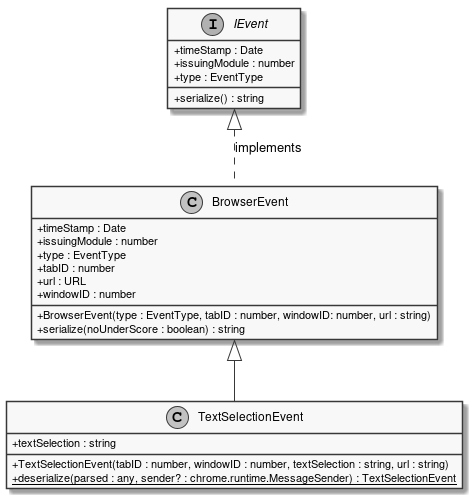 I IEvent
+timeStamp : Date
+issuingModule : number
+type : EventType
+serialize() : string
implements
C BrowserEvent
+timeStamp : Date
+issuingModule : number
+type : EventType
+tabID : number
+url : URL
+windowID : number
+BrowserEvent(type : EventType, tabID : number, windowID: number, url : string)
+serialize(noUnderScore : boolean) : string
C TextSelectionEvent
+textSelection : string
+TextSelectionEvent(tabID : number, windowID : number, textSelection : string, url : string)
+deserialize(parsed : any, sender? : chrome.runtime.MessageSender) : TextSelectionEvent